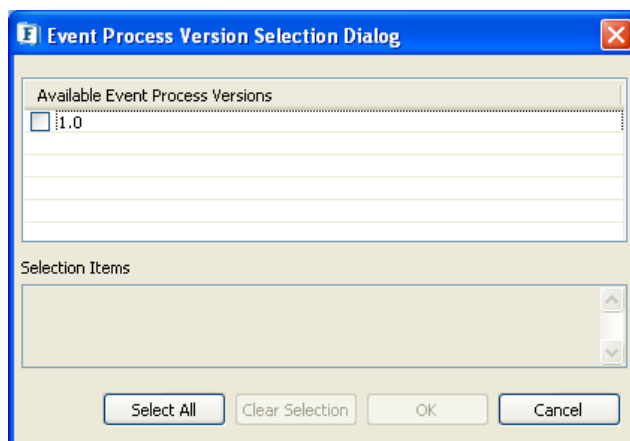 Event Process Version Selection Dialog
Available Event Process Versions
1.0
Selection Items
Select All Clear Selection OK Cancel